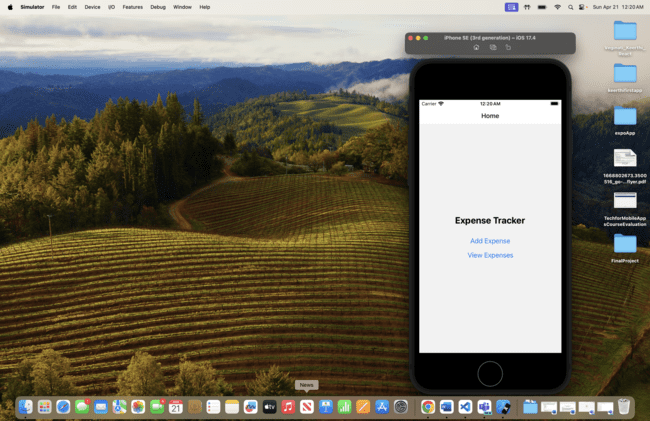 Simulator File Edit Device I/O Features Debug Window Help
Sun Apr 21 12:20 AM
iPhone SE (3rd generation) – iOS 17.4
Carrier 12:20 AM
Home
Expense Tracker
Add Expense
View Expenses
expoApp
1668802673.3500
516_go-...flyer.pdf
TechforMobileApp
sCourseEvaluation
FinalProject
News
APR
21